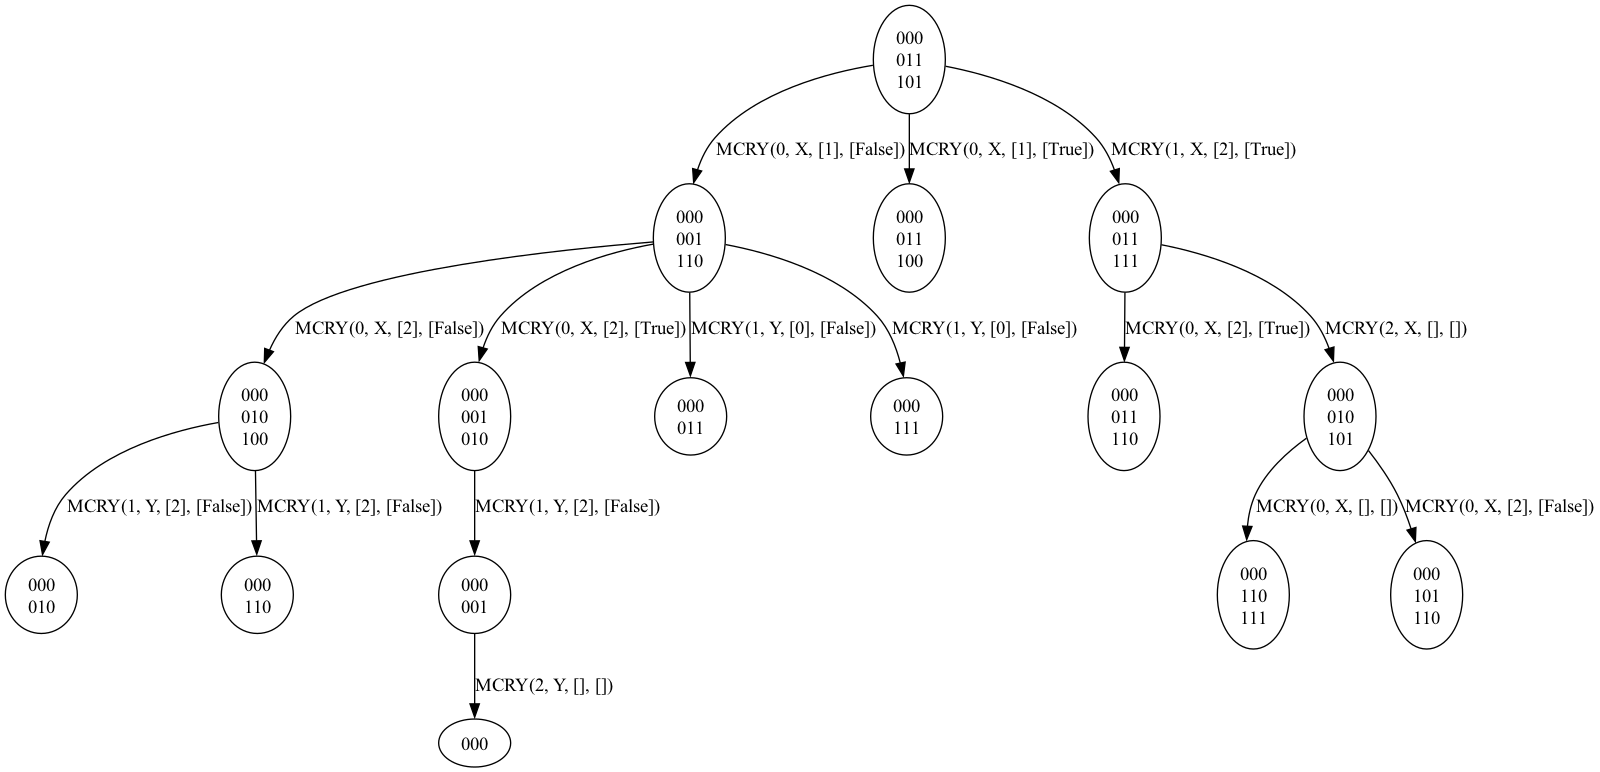 000
011
101
MCRY(0, X, [1], [False])
MCRY(0, X, [1], [True])
MCRY(1, X, [2], [True])
000
001
110
000
011
100
000
011
111
MCRY(0, X, [2], [False])
MCRY(0, X, [2], [True])
MCRY(1, Y, [0], [False])
MCRY(1, Y, [0], [False])
MCRY(0, X, [2], [True])
MCRY(2, X, [], [])
000
010
100
000
001
010
000
011
000
111
000
011
110
000
010
101
MCRY(1, Y, [2], [False])
MCRY(1, Y, [2], [False])
MCRY(1, Y, [2], [False])
MCRY(0, X, [], [])
MCRY(0, X, [2], [False])
000
010
000
110
000
001
000
110
111
000
101
110
MCRY(2, Y, [], [])
000